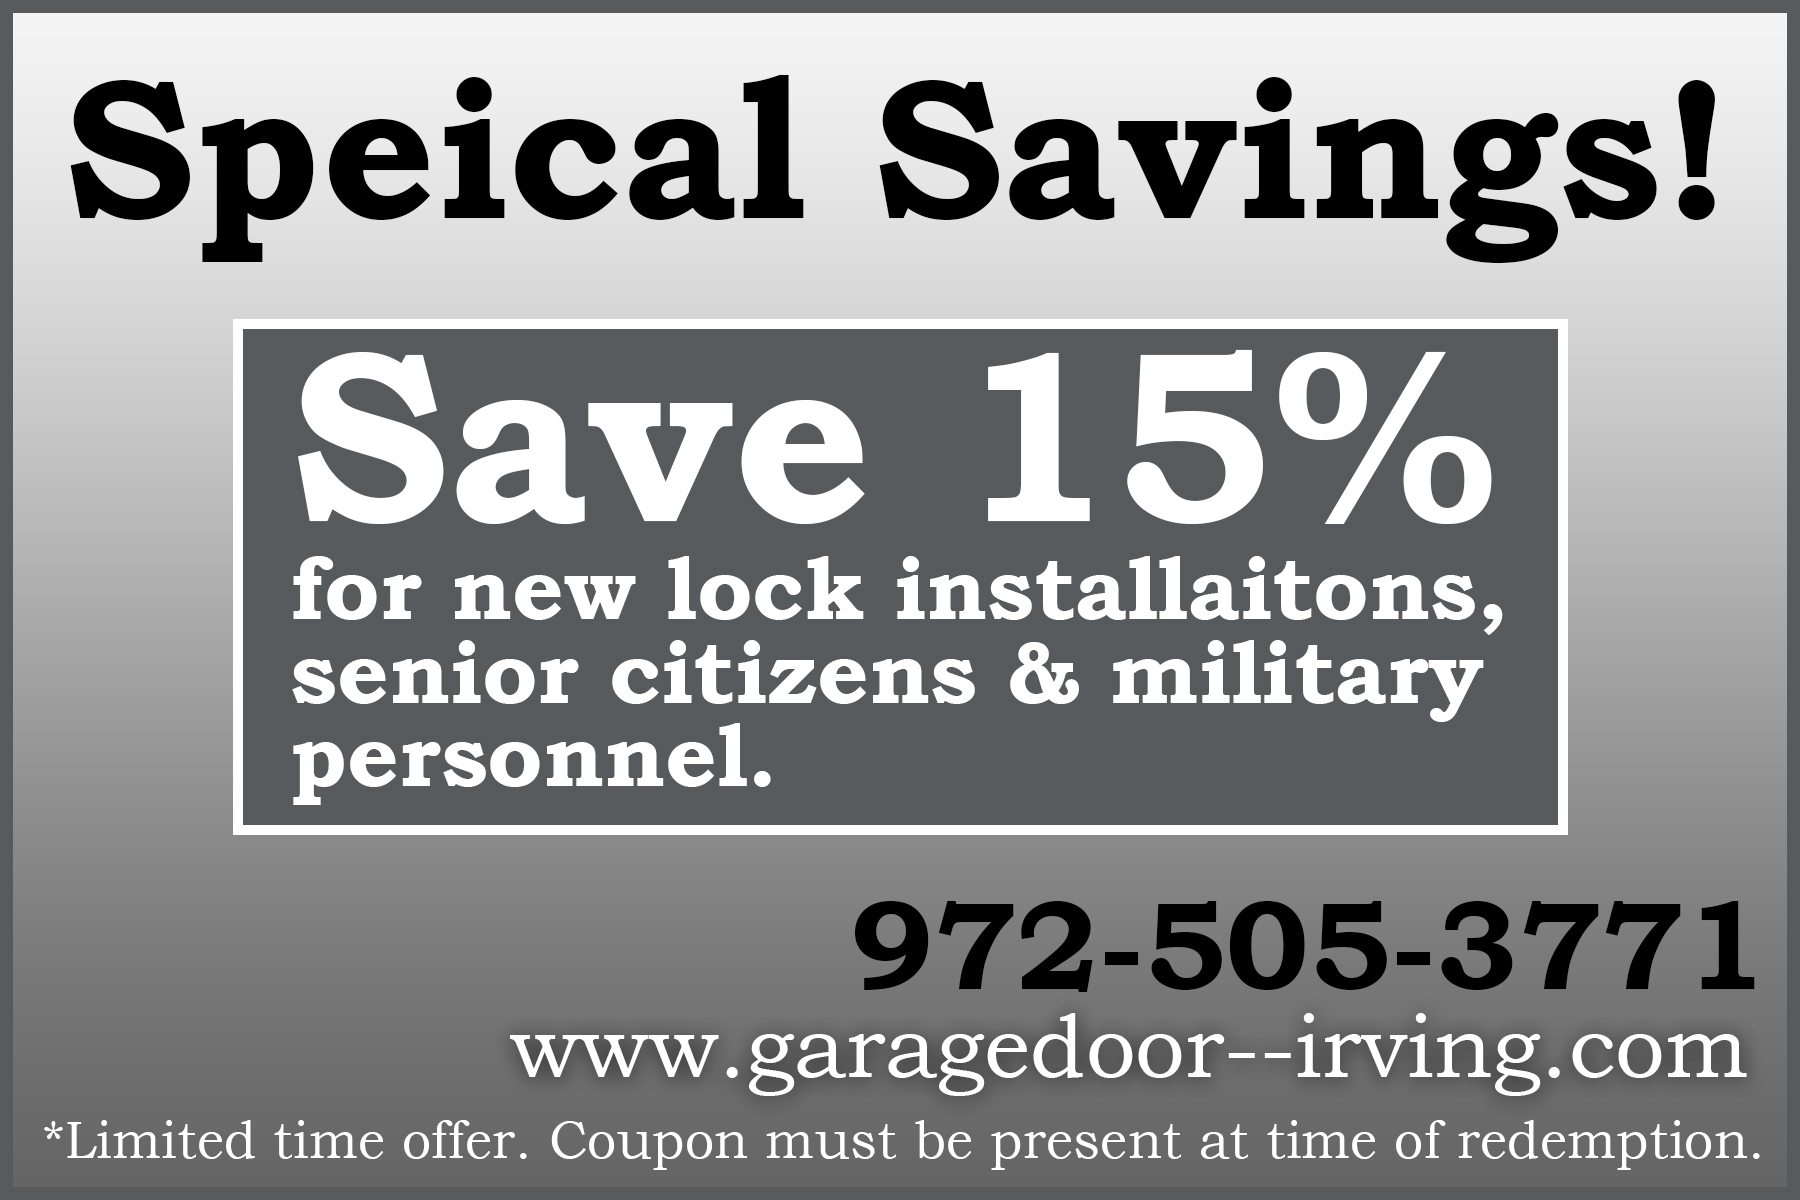 Speical Savings!
Save 15%
for new lock installaitons,
senior citizens & military
personnel.
972-505-3771
www.garagedoor--irving.com
*Limited time offer. Coupon must be present at time of redemption.